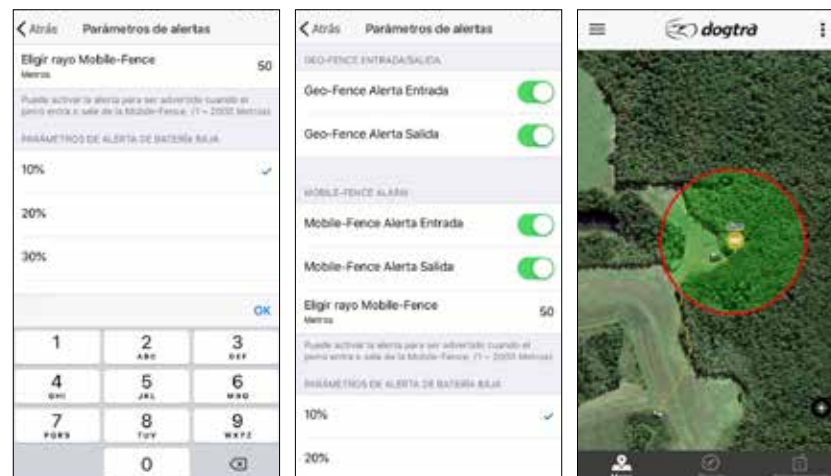 Atrás Parámetros de alertas
Eligir rayo Mobile-Fence 50
Metros
Puede activar la alerta para ser advertido cuando el
perro entra o sale de la Mobile-Fence. (1 ~ 2000 Metros)
PARÁMETROS DE ALERTA DE BATERÍA BAJA
10%
20%
30%
OK
1 2 3
ABC DEF
4 5 6
GHI JKL MNO
7 8 9
PQRS TUV WXYZ
0
Atrás Parámetros de alertas
GEO-FENCE ENTRADA/SALIDA
Geo-Fence Alerta Entrada
Geo-Fence Alerta Salida
MOBILE-FENCE ALARM
Mobile-Fence Alerta Entrada
Mobile-Fence Alerta Salida
Eligir rayo Mobile-Fence 50
Metros
Puede activar la alerta para ser advertido cuando el
perro entra o sale de la Mobile-Fence. (1 ~ 2000 Metros)
PARÁMETROS DE ALERTA DE BATERÍA BAJA
10%
20%
dogtra